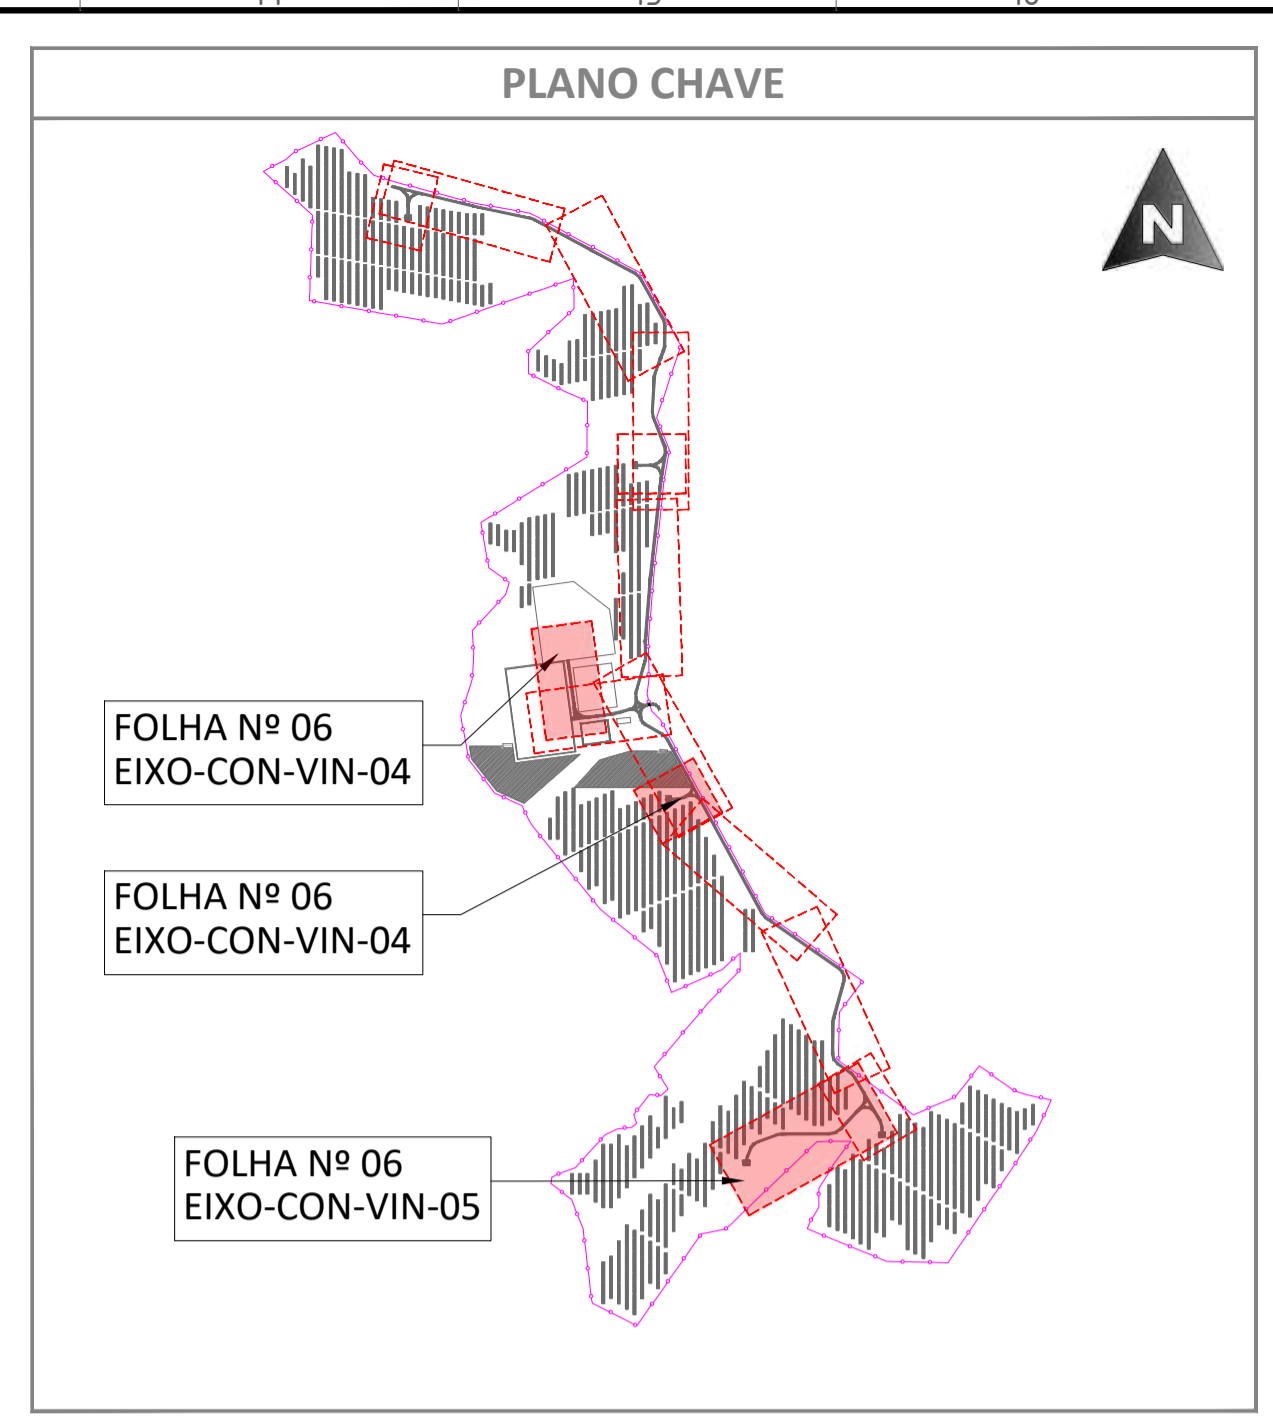 PLANO CHAVE
N
FOLHA Nº 06
EIXO-CON-VIN-04
FOLHA Nº 06
EIXO-CON-VIN-04
FOLHA Nº 06
EIXO-CON-VIN-05